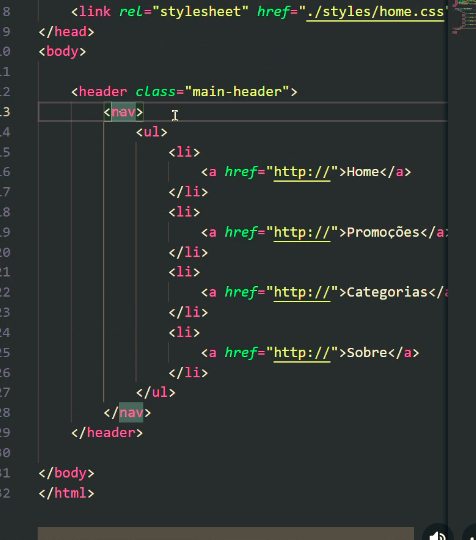 8 <link rel="stylesheet" href="./styles/home.css"
9 </head>
10 <body>
11
12 <header class="main-header">
13 <nav>
14 <ul>
15 <li>
16 <a href="http://">Home</a>
17 </li>
18 <li>
19 <a href="http://">Promoções</a>
20 </li>
21 <li>
22 <a href="http://">Categorias</a
23 </li>
24 <li>
25 <a href="http://">Sobre</a>
26 </li>
27 </ul>
28 </nav>
29 </header>
30
31 </body>
32 </html>